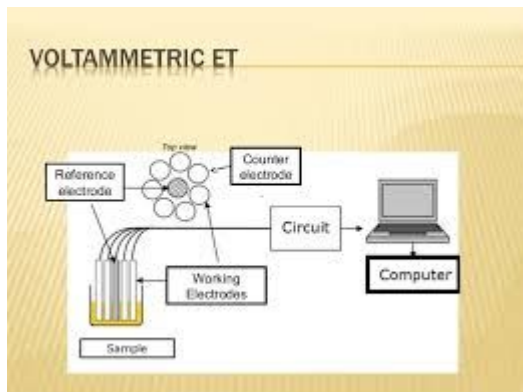 VOLTAMMETRIC ET
Top view
Reference
electrode
Counter
electrode
Circuit
Computer
Working
Electrodes
Sample